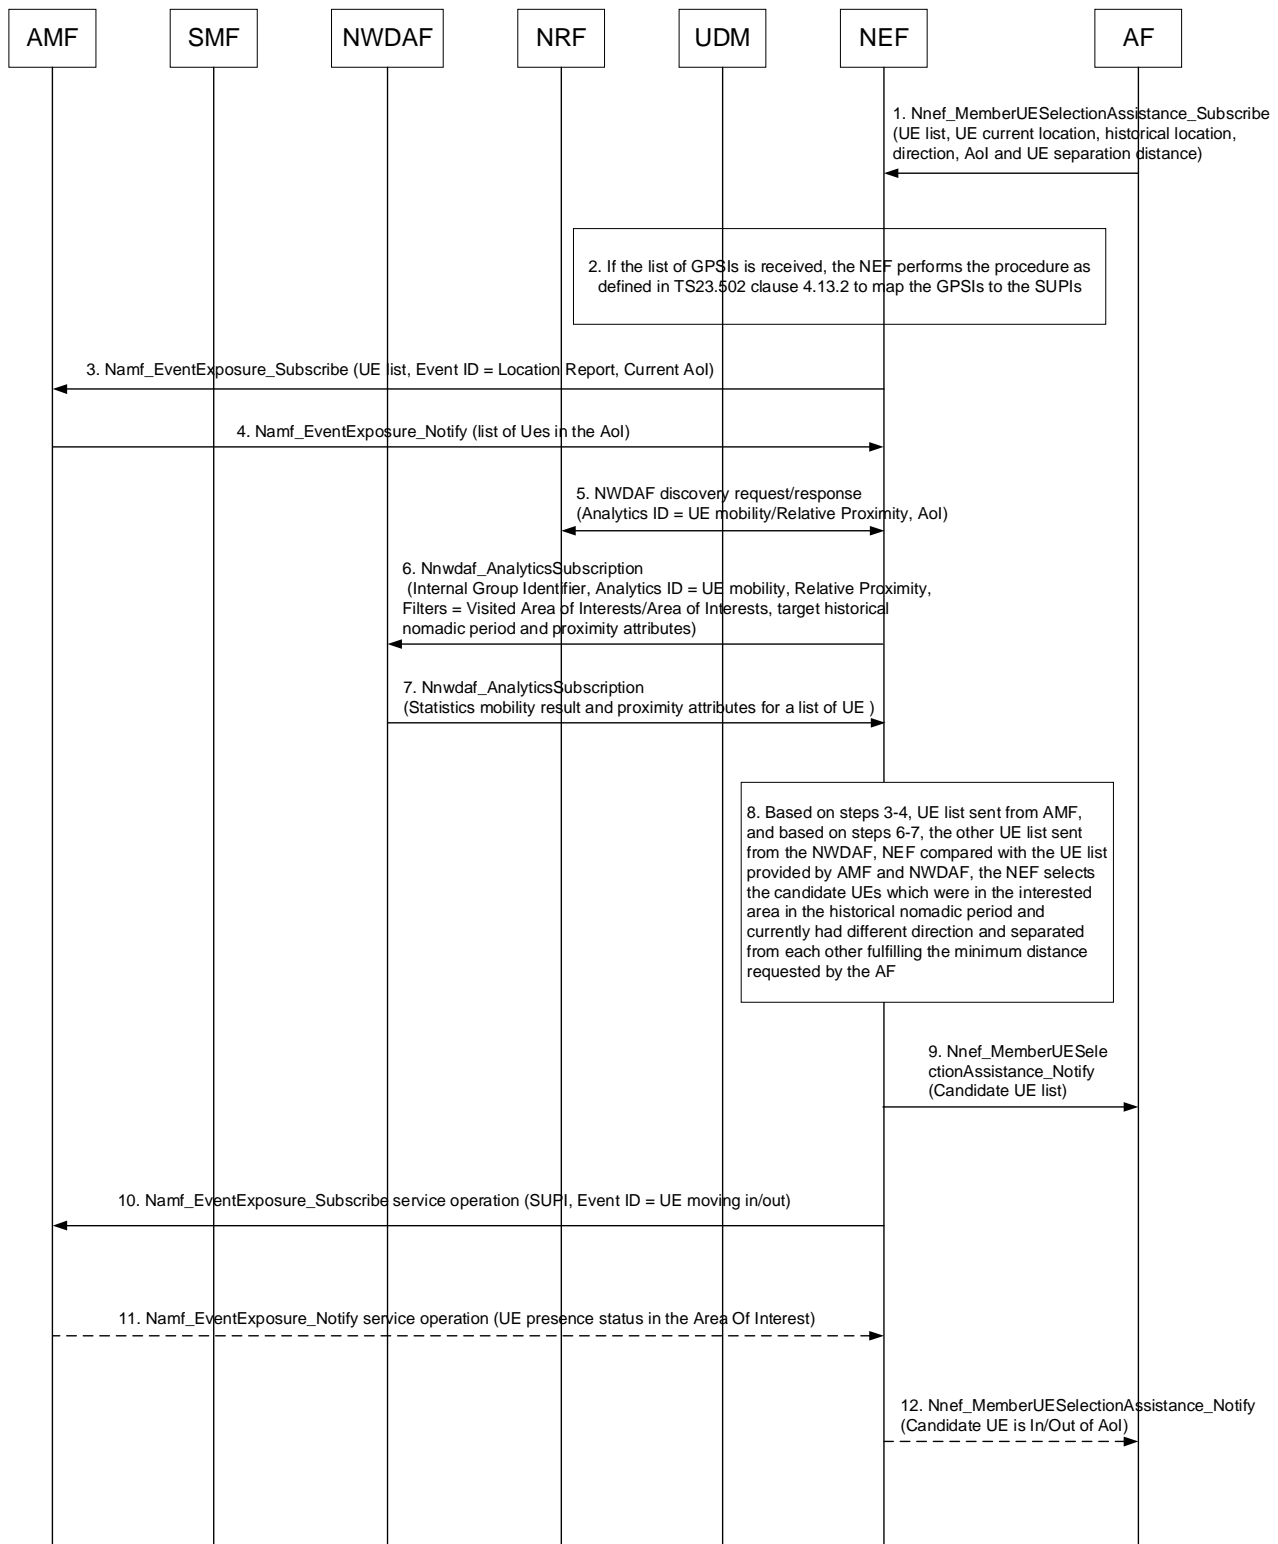 AMF
SMF
NWDAF
NRF
UDM
NEF
AF
1. Nnef_MemberUESelectionAssistance_Subscribe
(UE list, UE current location, historical location,
direction, AoI and UE separation distance)
2. If the list of GPSIs is received, the NEF performs the procedure as
defined in TS23.502 clause 4.13.2 to map the GPSIs to the SUPIs
3. Namf_EventExposure_Subscribe (UE list, Event ID = Location Report, Current AoI)
4. Namf_EventExposure_Notify (list of Ues in the AoI)
5. NWDAF discovery request/response
(Analytics ID = UE mobility/Relative Proximity, AoI)
6. Nnwdaf_AnalyticsSubscription
(Internal Group Identifier, Analytics ID = UE mobility, Relative Proximity,
Filters = Visited Area of Interests/Area of Interests, target historical
nomadic period and proximity attributes)
7. Nnwdaf_AnalyticsSubscription
(Statistics mobility result and proximity attributes for a list of UE )
8. Based on steps 3-4, UE list sent from AMF,
and based on steps 6-7, the other UE list sent
from the NWDAF, NEF compared with the UE list
provided by AMF and NWDAF, the NEF selects
the candidate UEs which were in the interested
area in the historical nomadic period and
currently had different direction and separated
from each other fulfilling the minimum distance
requested by the AF
9. Nnef_MemberUESele
ctionAssistance_Notify
(Candidate UE list)
10. Namf_EventExposure_Subscribe service operation (SUPI, Event ID = UE moving in/out)
11. Namf_EventExposure_Notify service operation (UE presence status in the Area Of Interest)
12. Nnef_MemberUESelectionAssistance_Notify
(Candidate UE is In/Out of AoI)